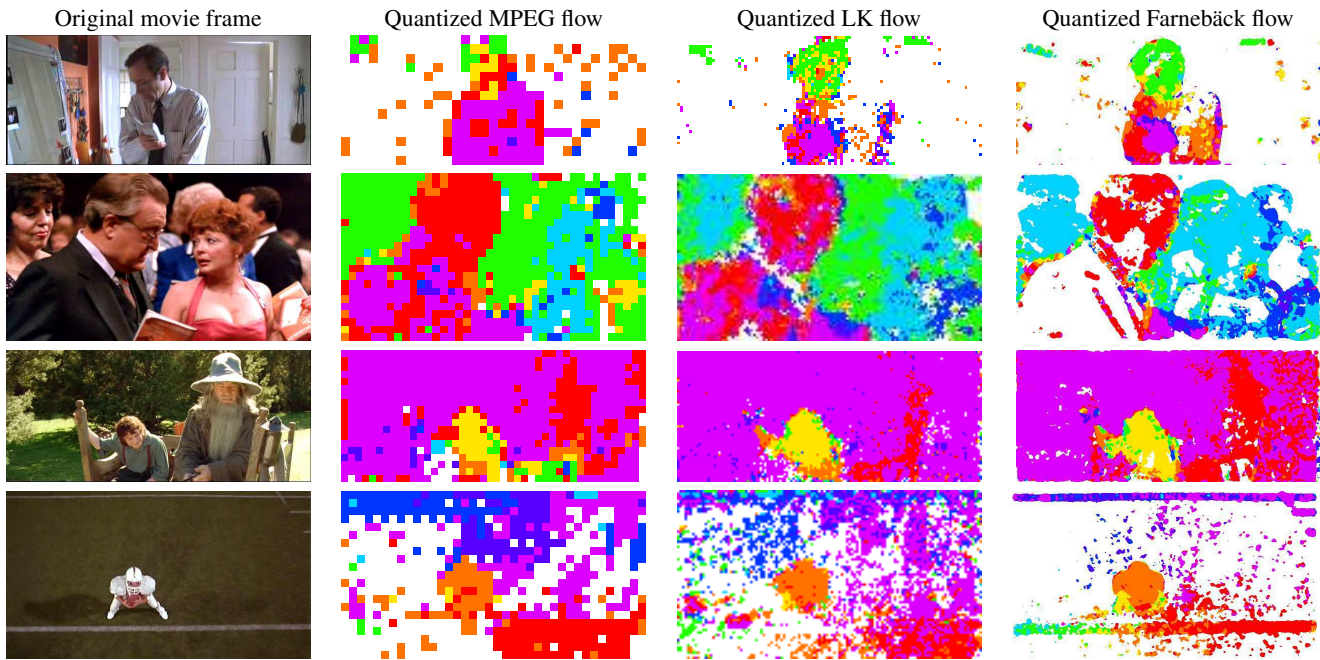 Original movie frame
Quantized MPEG flow
Quantized LK flow
Quantized Farnebäck flow